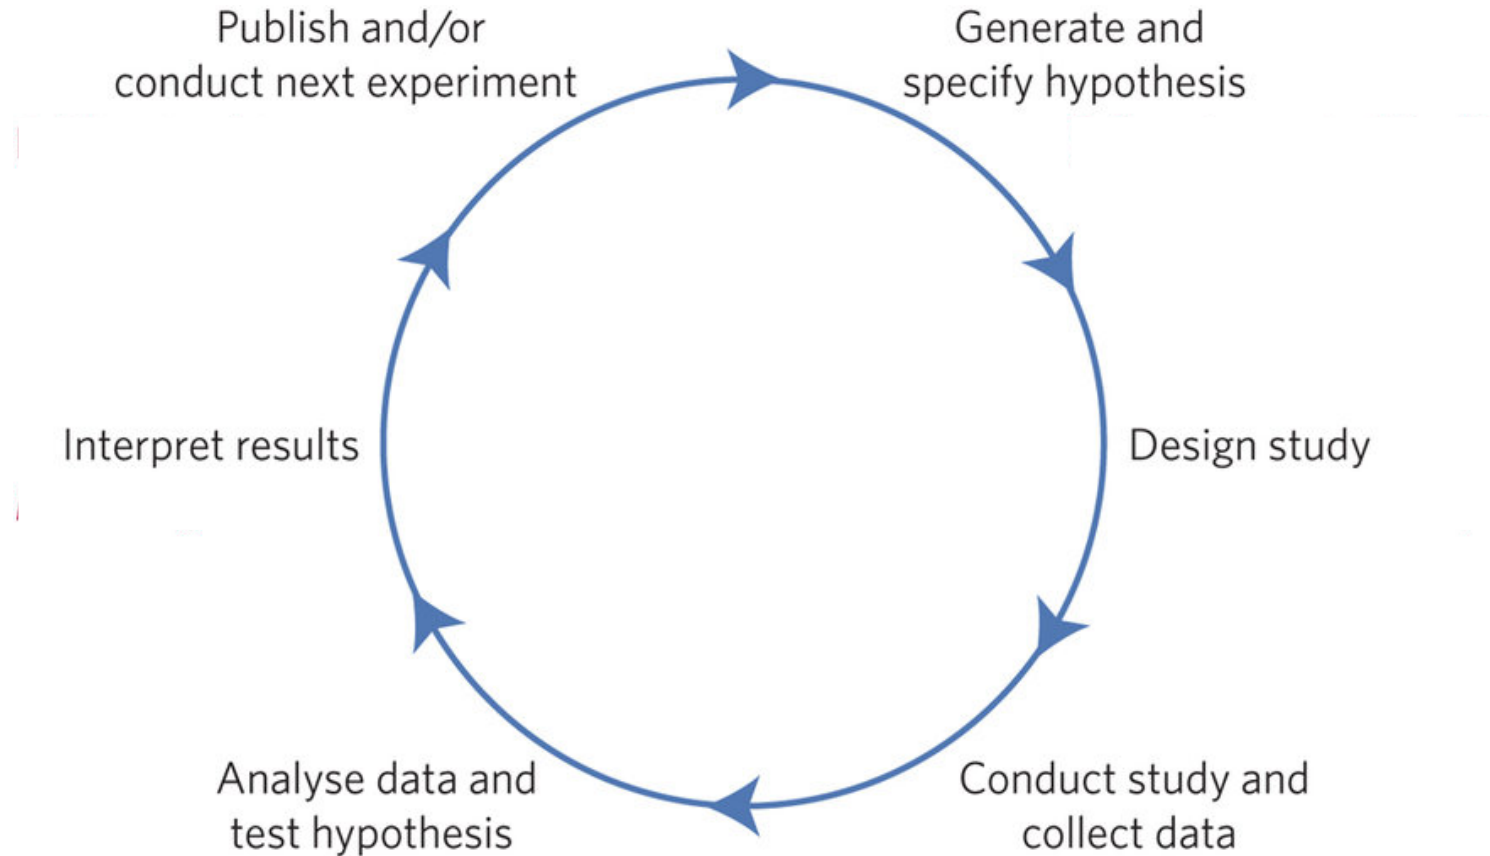 Publish and/or
conduct next experiment
Generate and
specify hypothesis
Interpret results
Design study
Analyse data and
test hypothesis
Conduct study and
collect data